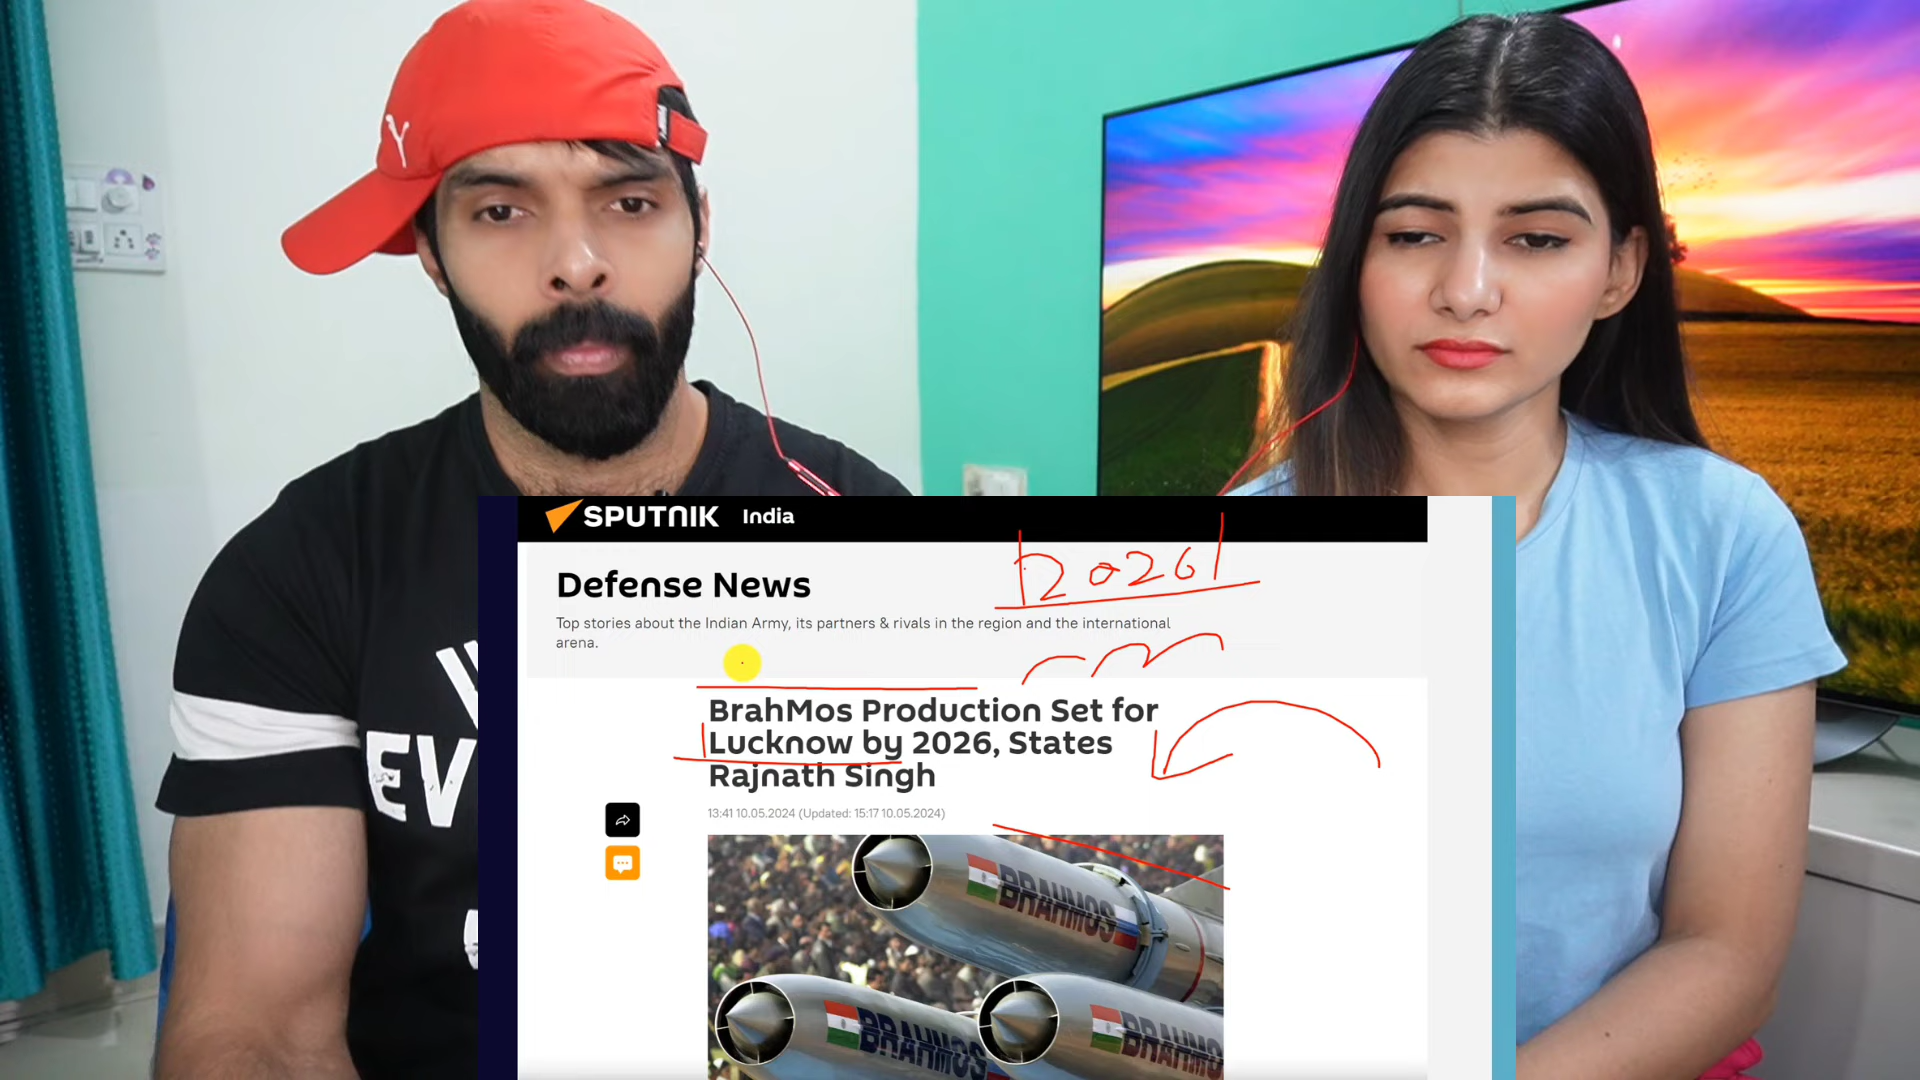 SPUTNIK India
2026
Defense News
Top stories about the Indian Army, its partners & rivals in the region and the international
arena.
BrahMos Production Set for
Lucknow by 2026, States
Rajnath Singh
13:41 10.05.2024 (Updated: 15:17 10.05.2024)
BRAHMOS
BRAHMOS
BRAHMO
EV